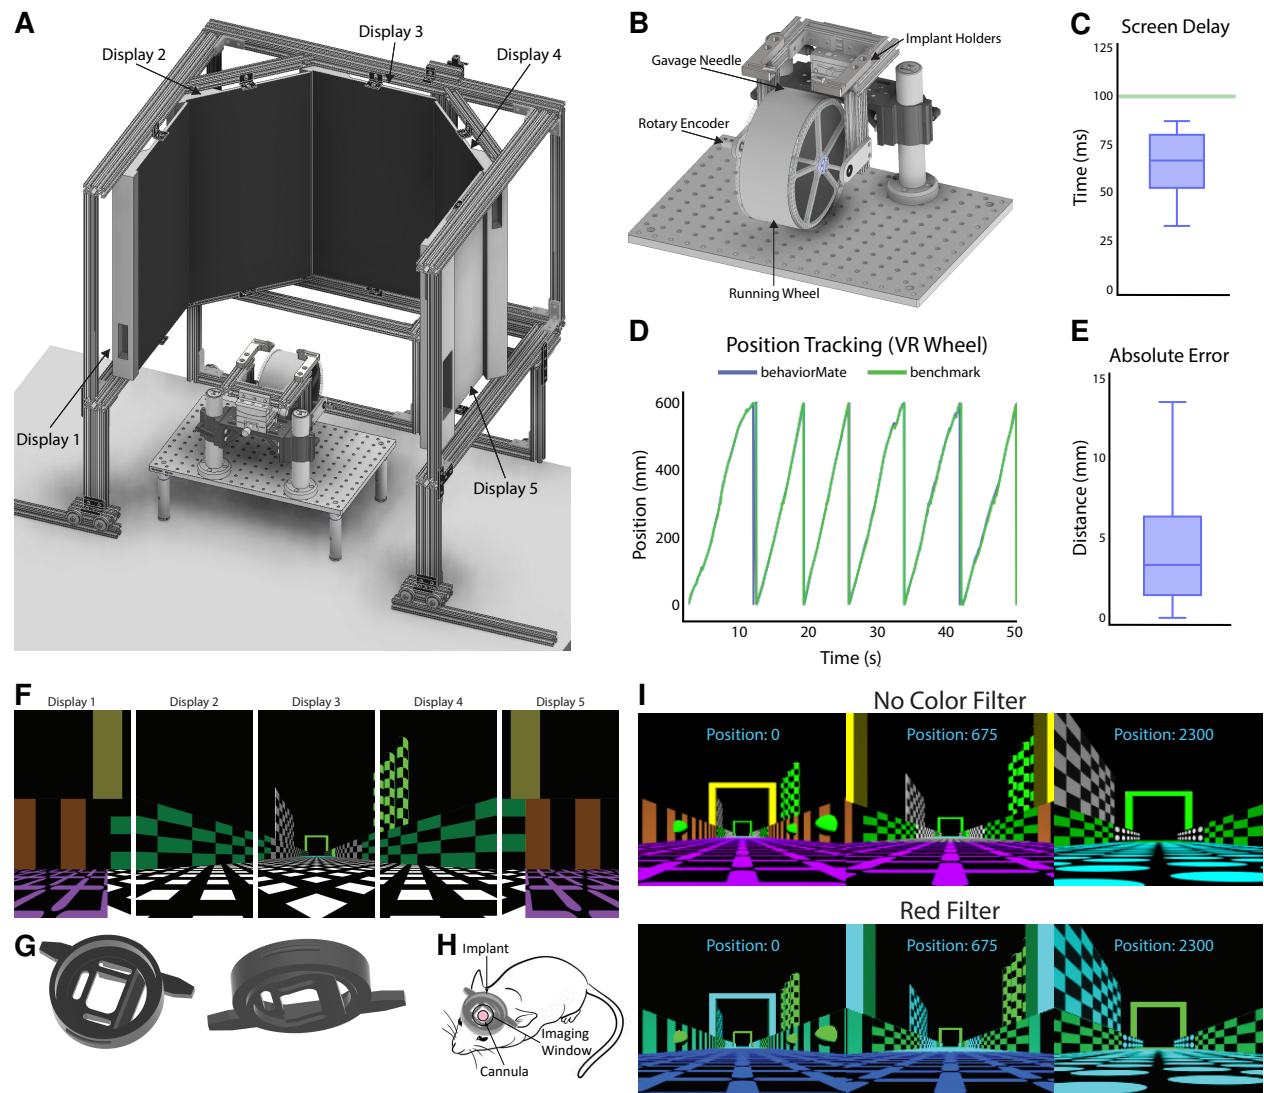 A
Display 2
Display 3
Display 4
Display 1
Display 5
B
Implant Holders
Gavage Needle
Rotary Encoder
Running Wheel
C
Screen Delay
Time (ms)
125
100
75
50
25
0
D
Position Tracking (VR Wheel)
behaviorMate
benchmark
Position (mm)
600
400
200
0
10
20
30
40
50
Time (s)
E
Absolute Error
Distance (mm)
15
10
5
0
F
Display 1
Display 2
Display 3
Display 4
Display 5
G
H
Implant
Imaging
Window
Cannula
I
No Color Filter
Position: 0
Position: 675
Position: 2300
Red Filter
Position: 0
Position: 675
Position: 2300